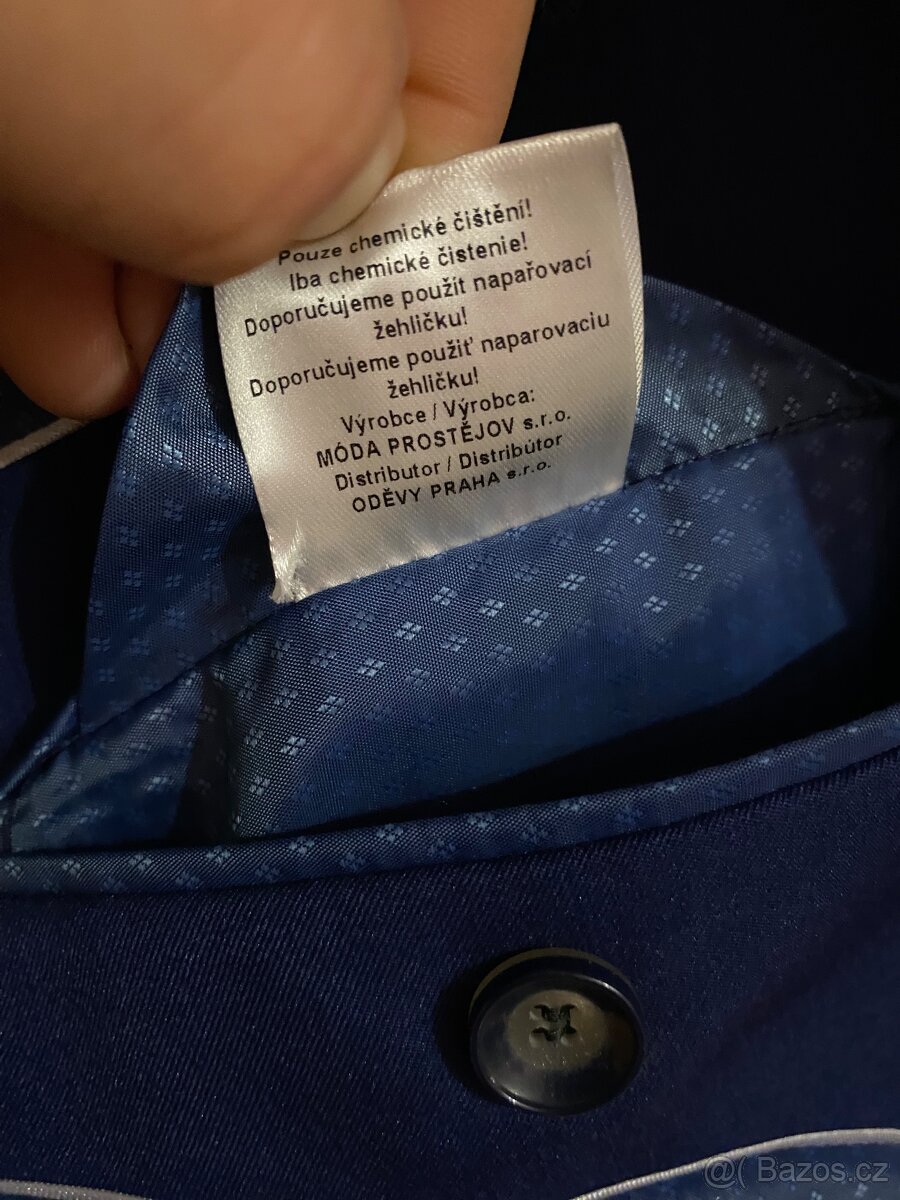 Pouze chemické čištění!
Iba chemické čistenie!
Doporučujeme použít napařovací
žehličku!
Doporučujeme použiť naparovaciu
žehličku!
Výrobce / Výrobca:
MÓDA PROSTĚJOV s.r.o.
Distributor / Distribútor
ODĚVY PRAHA s.r.o.
@( Bazos.cz